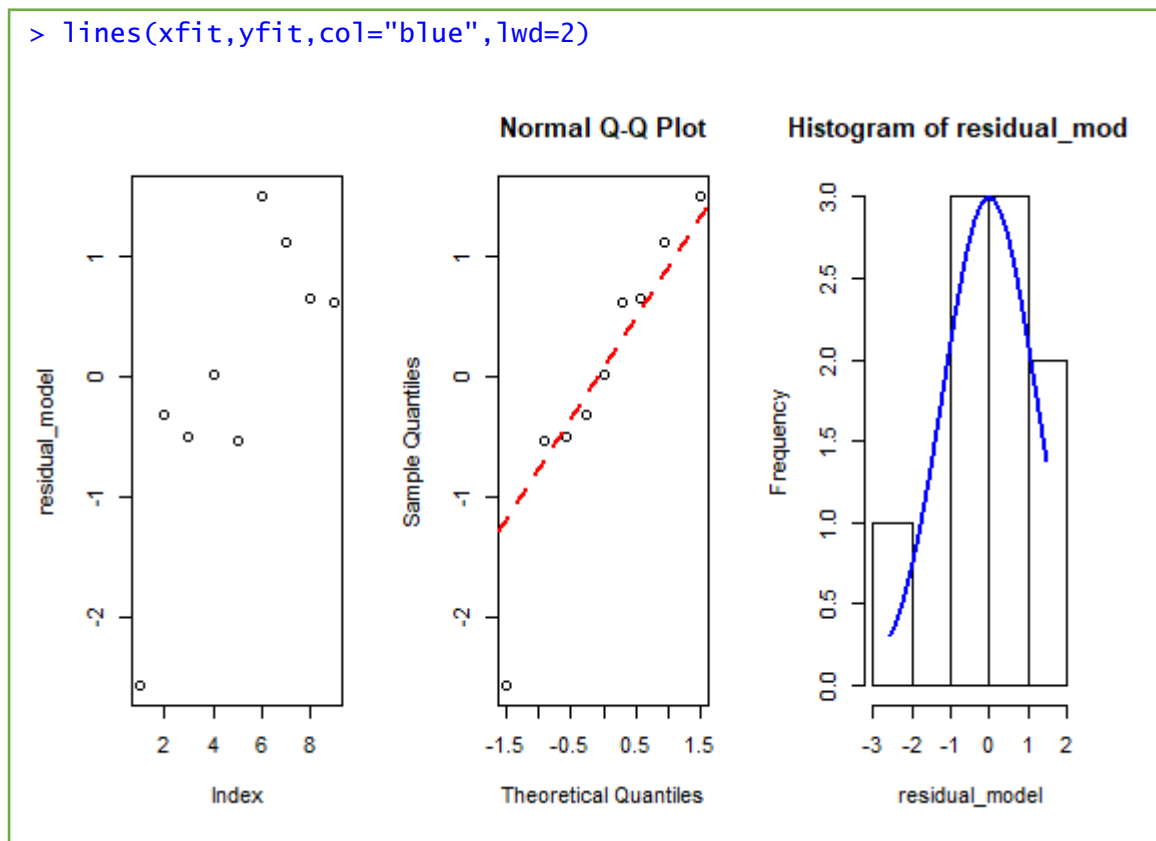 > lines(xfit,yfit,col="blue",lwd=2)
residual_model
1
0
-1
-2
2 4 6 8
Index
Normal Q-Q Plot
Sample Quantiles
1
0
-1
-2
-1.5 -0.5 0.5 1.5
Theoretical Quantiles
Histogram of residual_mod
Frequency
3.0
2.5
2.0
1.5
1.0
0.5
0.0
-3 -2 -1 0 1 2
residual_model